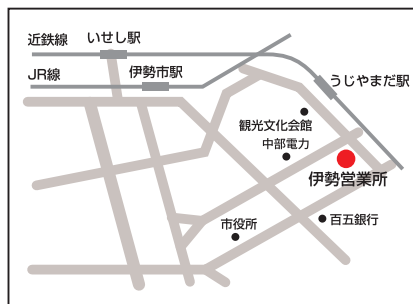 近鉄線
いせし駅
JR線
伊勢市駅
うじやまだ駅
観光文化会館
中部電力
伊勢営業所
百五銀行
市役所